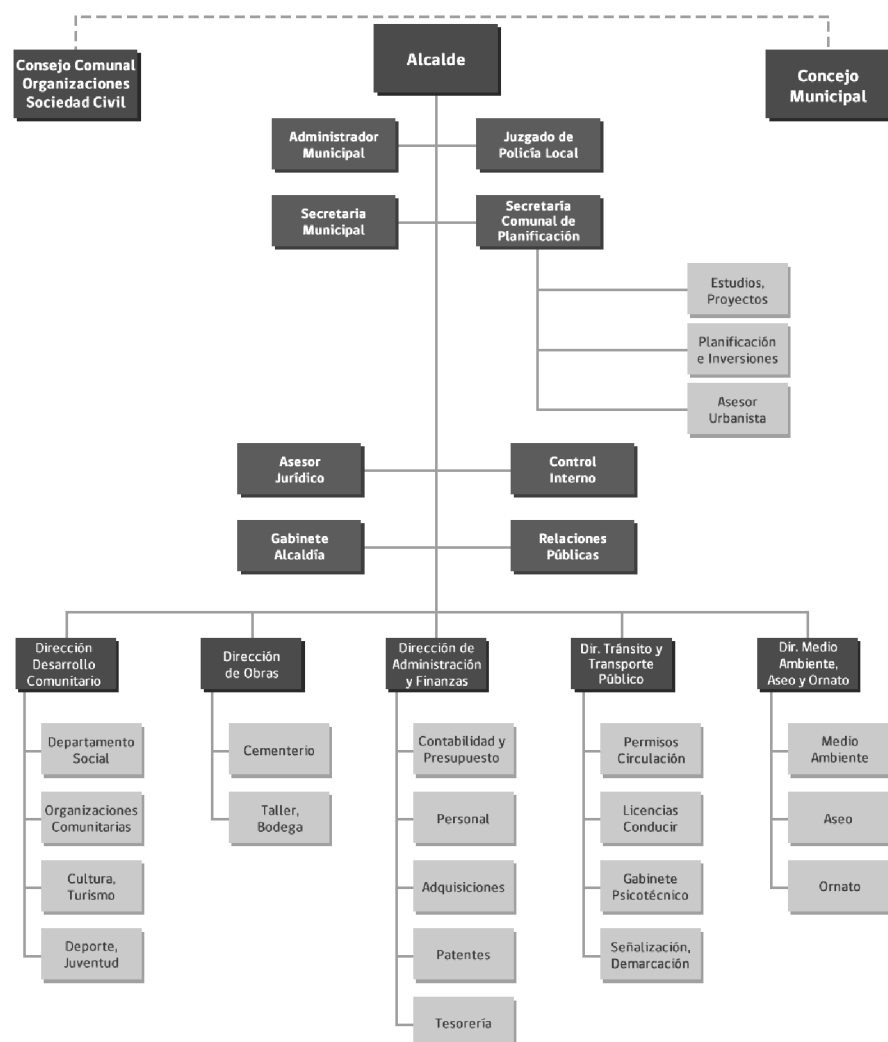 Consejo Comunal
Organizaciones
Sociedad Civil
Alcalde
Concejo
Municipal
Administrador
Municipal
Juzgado de
Policía Local
Secretaria
Municipal
Secretaría
Comunal de
Planificación
Estudios,
Proyectos
Planificación
e Inversiones
Asesor
Urbanista
Asesor
Jurídico
Control
Interno
Gabinete
Alcaldía
Relaciones
Públicas
Dirección
Desarrollo
Comunitario
Dirección
de Obras
Dirección de
Administración
y Finanzas
Dir. Tránsito y
Transporte
Público
Dir. Medio
Ambiente,
Aseo y Ornato
Departamento
Social
Cementerio
Contabilidad y
Presupuesto
Permisos
Circulación
Medio
Ambiente
Organizaciones
Comunitarias
Taller,
Bodega
Personal
Licencias
Conducir
Aseo
Cultura,
Turismo
Adquisiciones
Gabinete
Psicotécnico
Ornato
Deporte,
Juventud
Patentes
Señalización,
Demarcación
Tesorería